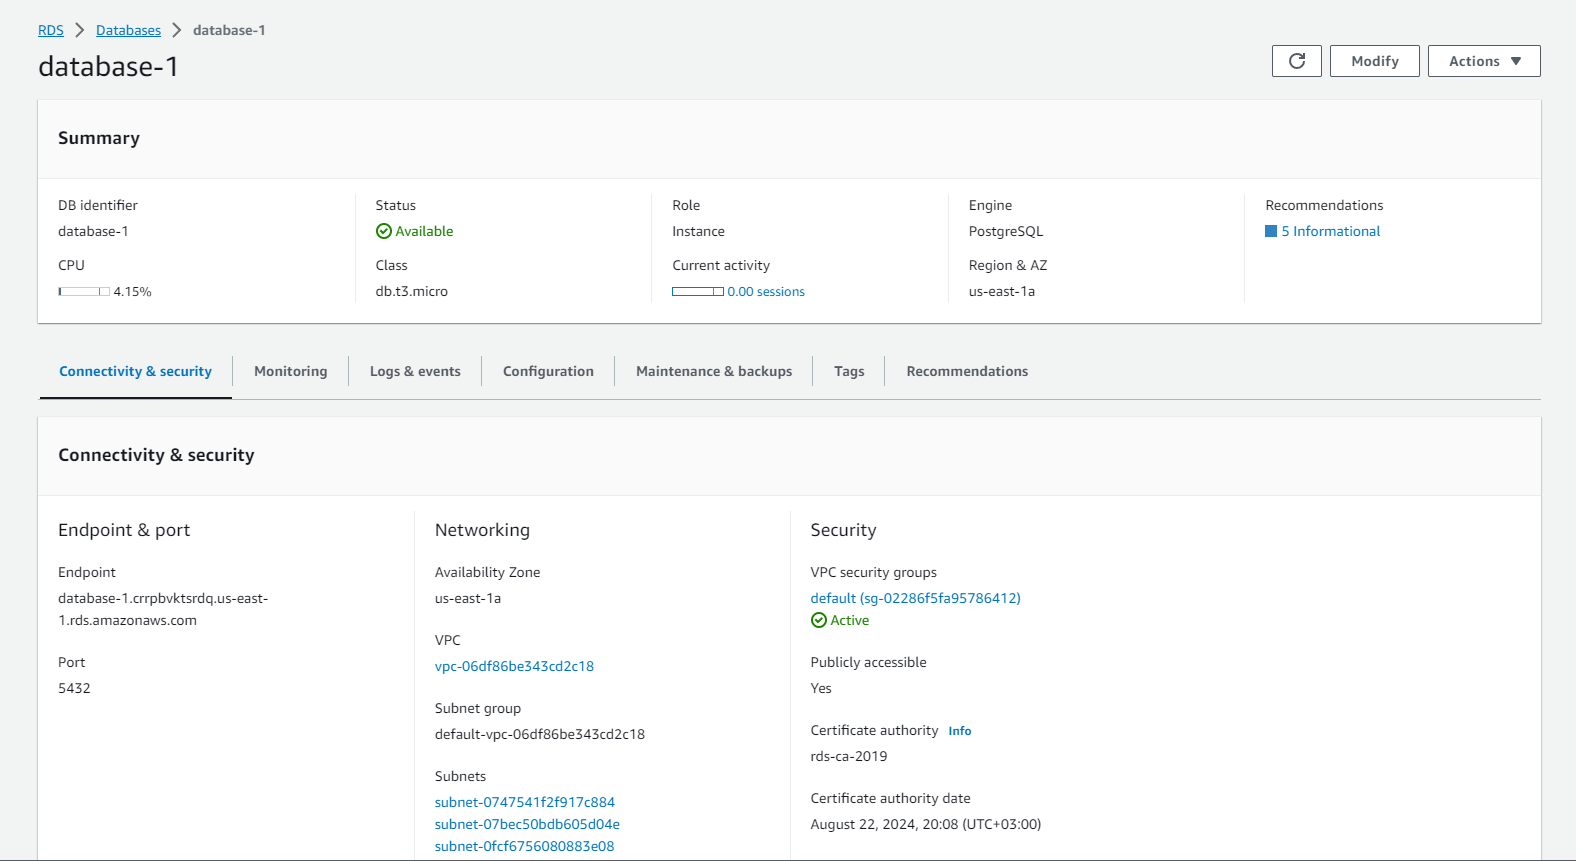 RDS > Databases > database-1
database-1
Modify
Actions
Summary
DB identifier
database-1
CPU
4.15%
Status
Available
Class
db.t3.micro
Role
Instance
Current activity
0.00 sessions
Engine
PostgreSQL
Region & AZ
us-east-1a
Recommendations
5 Informational
Connectivity & security
Monitoring
Logs & events
Configuration
Maintenance & backups
Tags
Recommendations
Connectivity & security
Endpoint & port
Endpoint
database-1.crrpbvktsrdq.us-east-
1.rds.amazonaws.com
Port
5432
Networking
Availability Zone
us-east-1a
VPC
vpc-06df86be343cd2c18
Subnet group
default-vpc-06df86be343cd2c18
Subnets
subnet-0747541f2f917c884
subnet-07bec50bdb605d04e
subnet-0fcf6756080883e08
Security
VPC security groups
default (sg-02286f5fa95786412)
Active
Publicly accessible
Yes
Certificate authority Info
rds-ca-2019
Certificate authority date
August 22, 2024, 20:08 (UTC+03:00)